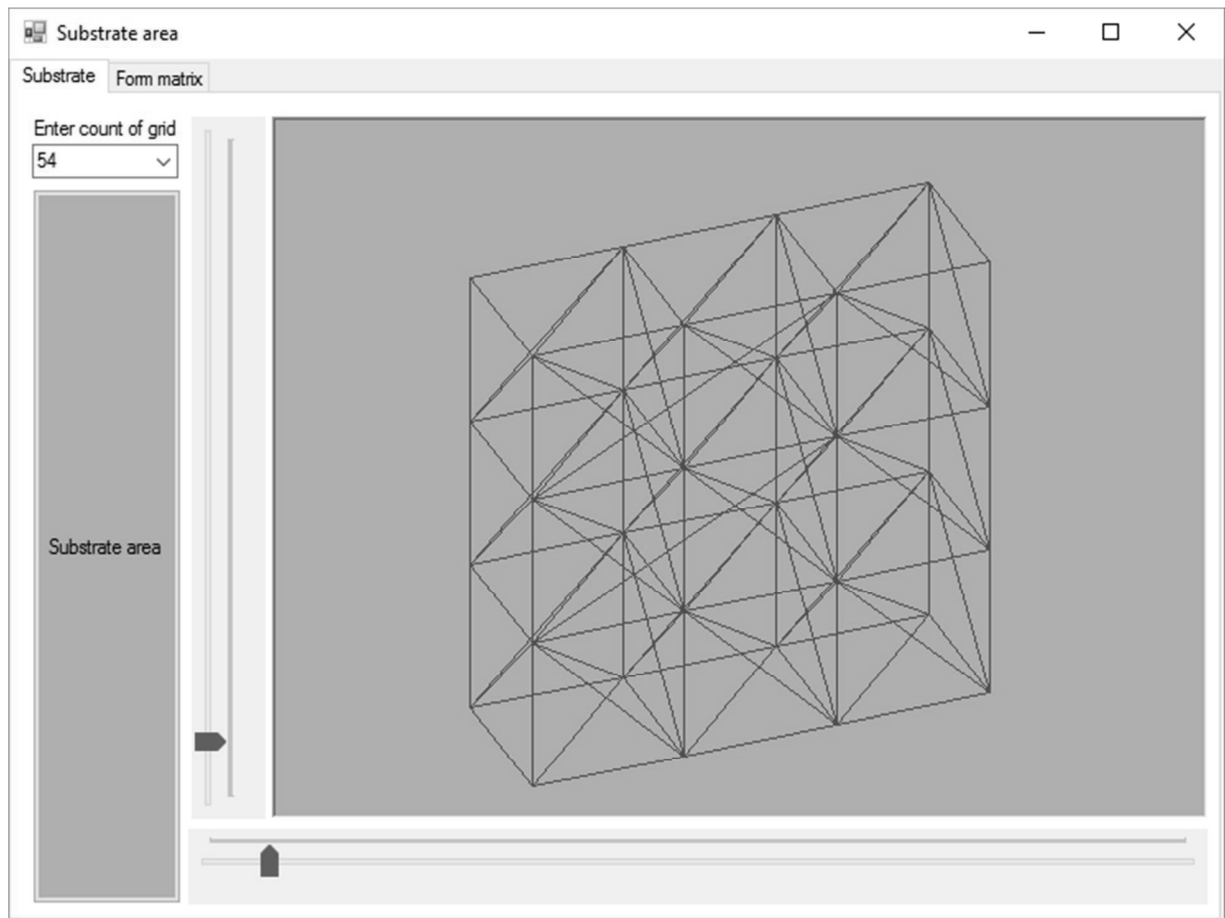 Substrate area
Substrate
Form matrix
Enter count of grid
54
Substrate area